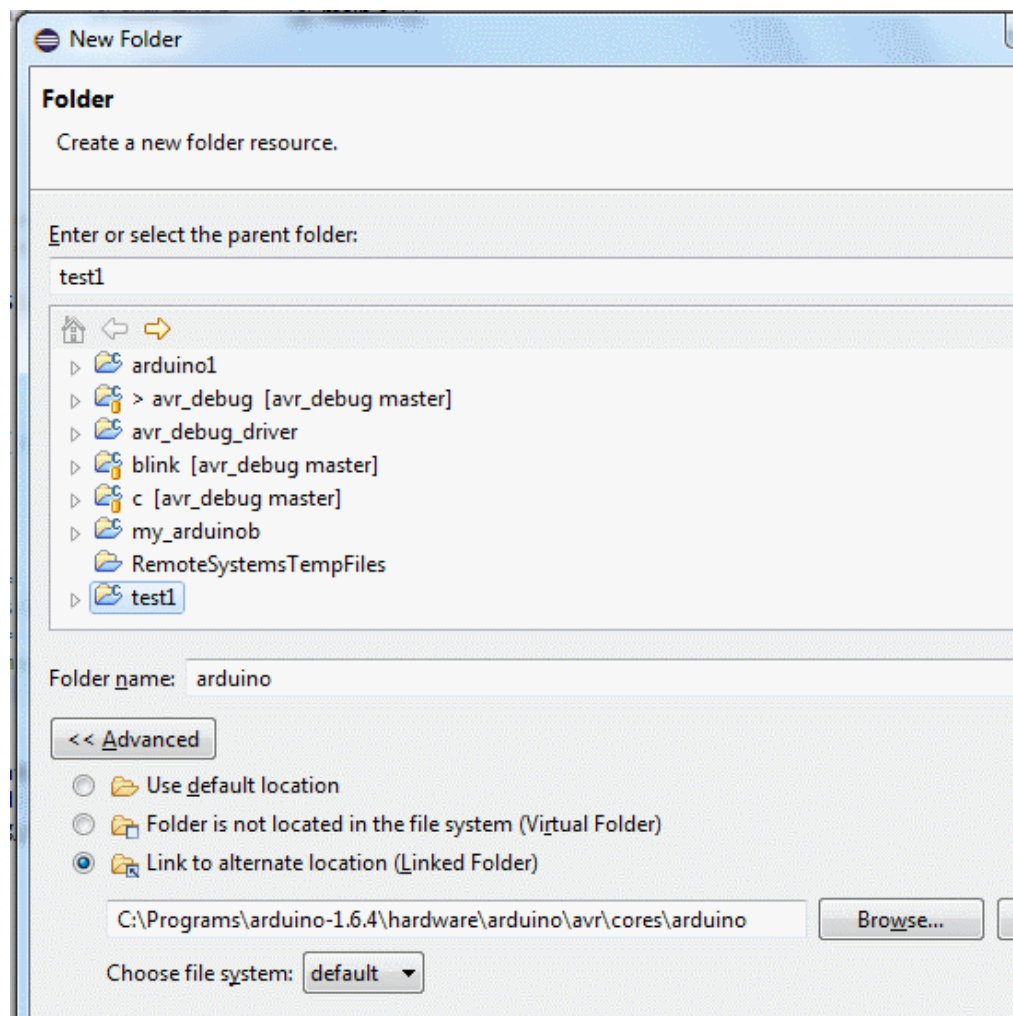 New Folder
Folder
Create a new folder resource.
Enter or select the parent folder:
test1
arduino1
> avr_debug [avr_debug master]
avr_debug_driver
blink [avr_debug master]
c [avr_debug master]
my_arduinob
RemoteSystemsTempFiles
test1
Folder name: arduino
<< Advanced
Use default location
Folder is not located in the file system (Virtual Folder)
Link to alternate location (Linked Folder)
C:\Programs\arduino-1.6.4\hardware\arduino\avr\cores\arduino Browse...
Choose file system: default